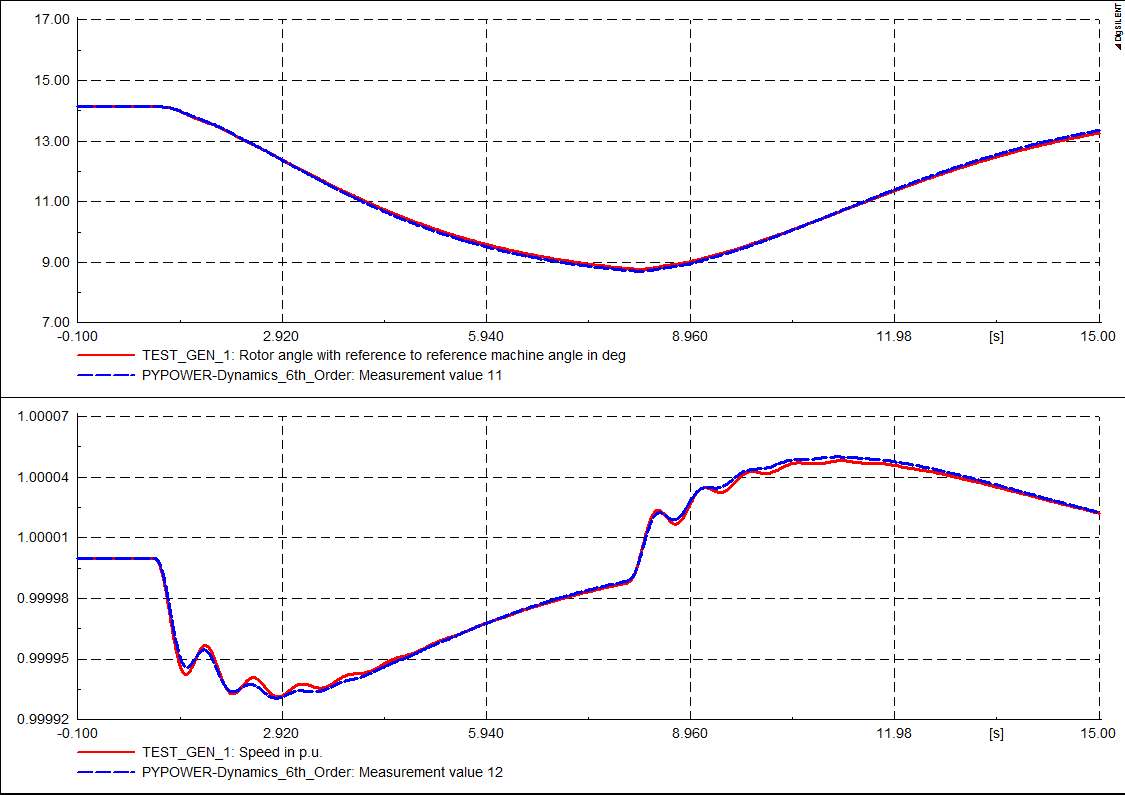 DIgSILENT
17.00
15.00
13.00
11.00
9.00
7.00
-0.100 2.920 5.940 8.960 11.98 [s] 15.00
TEST_GEN_1: Rotor angle with reference to reference machine angle in deg
PYPOWER-Dynamics_6th_Order: Measurement value 11
1.00007
1.00004
1.00001
0.99998
0.99995
0.99992
-0.100 2.920 5.940 8.960 11.98 [s] 15.00
TEST_GEN_1: Speed in p.u.
PYPOWER-Dynamics_6th_Order: Measurement value 12